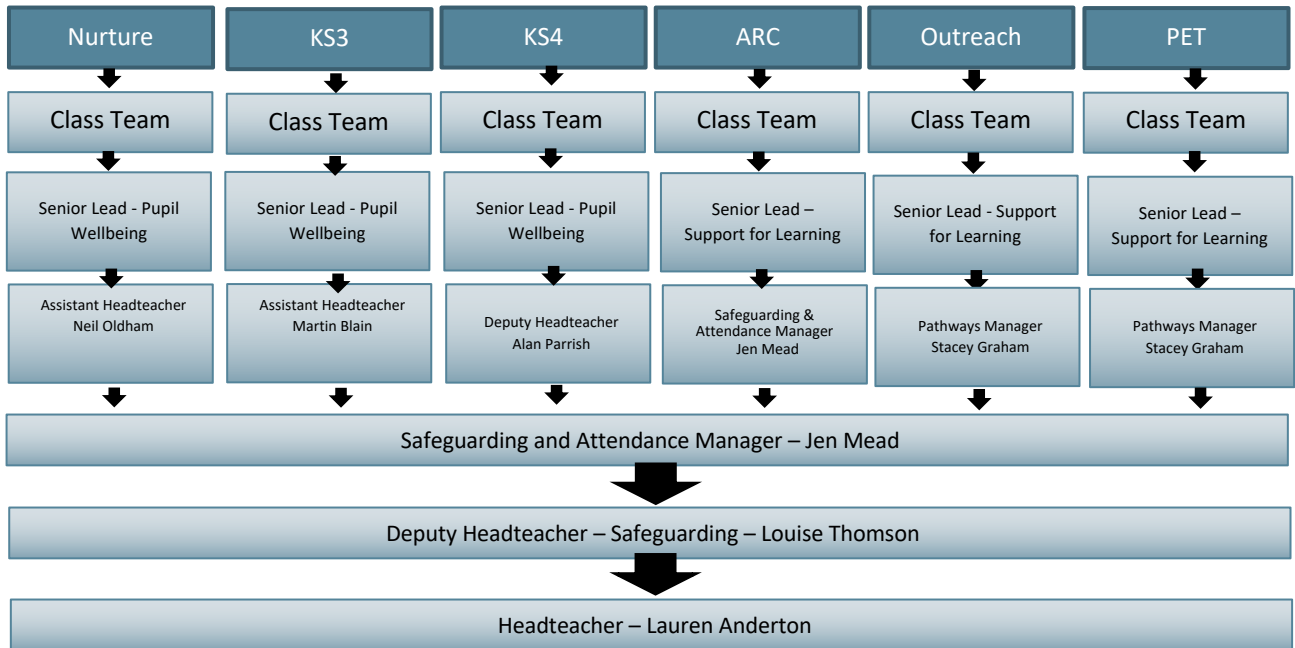 Nurture
KS3
KS4
ARC
Outreach
PET
Class Team
Class Team
Class Team
Class Team
Class Team
Class Team
Senior Lead - Pupil
Wellbeing
Senior Lead - Pupil
Wellbeing
Senior Lead - Pupil
Wellbeing
Senior Lead –
Support for Learning
Senior Lead - Support
for Learning
Senior Lead –
Support for Learning
Assistant Headteacher
Neil Oldham
Assistant Headteacher
Martin Blain
Deputy Headteacher
Alan Parrish
Safeguarding &
Attendance Manager
Jen Mead
Pathways Manager
Stacey Graham
Pathways Manager
Stacey Graham
Safeguarding and Attendance Manager – Jen Mead
Deputy Headteacher – Safeguarding – Louise Thomson
Headteacher – Lauren Anderton